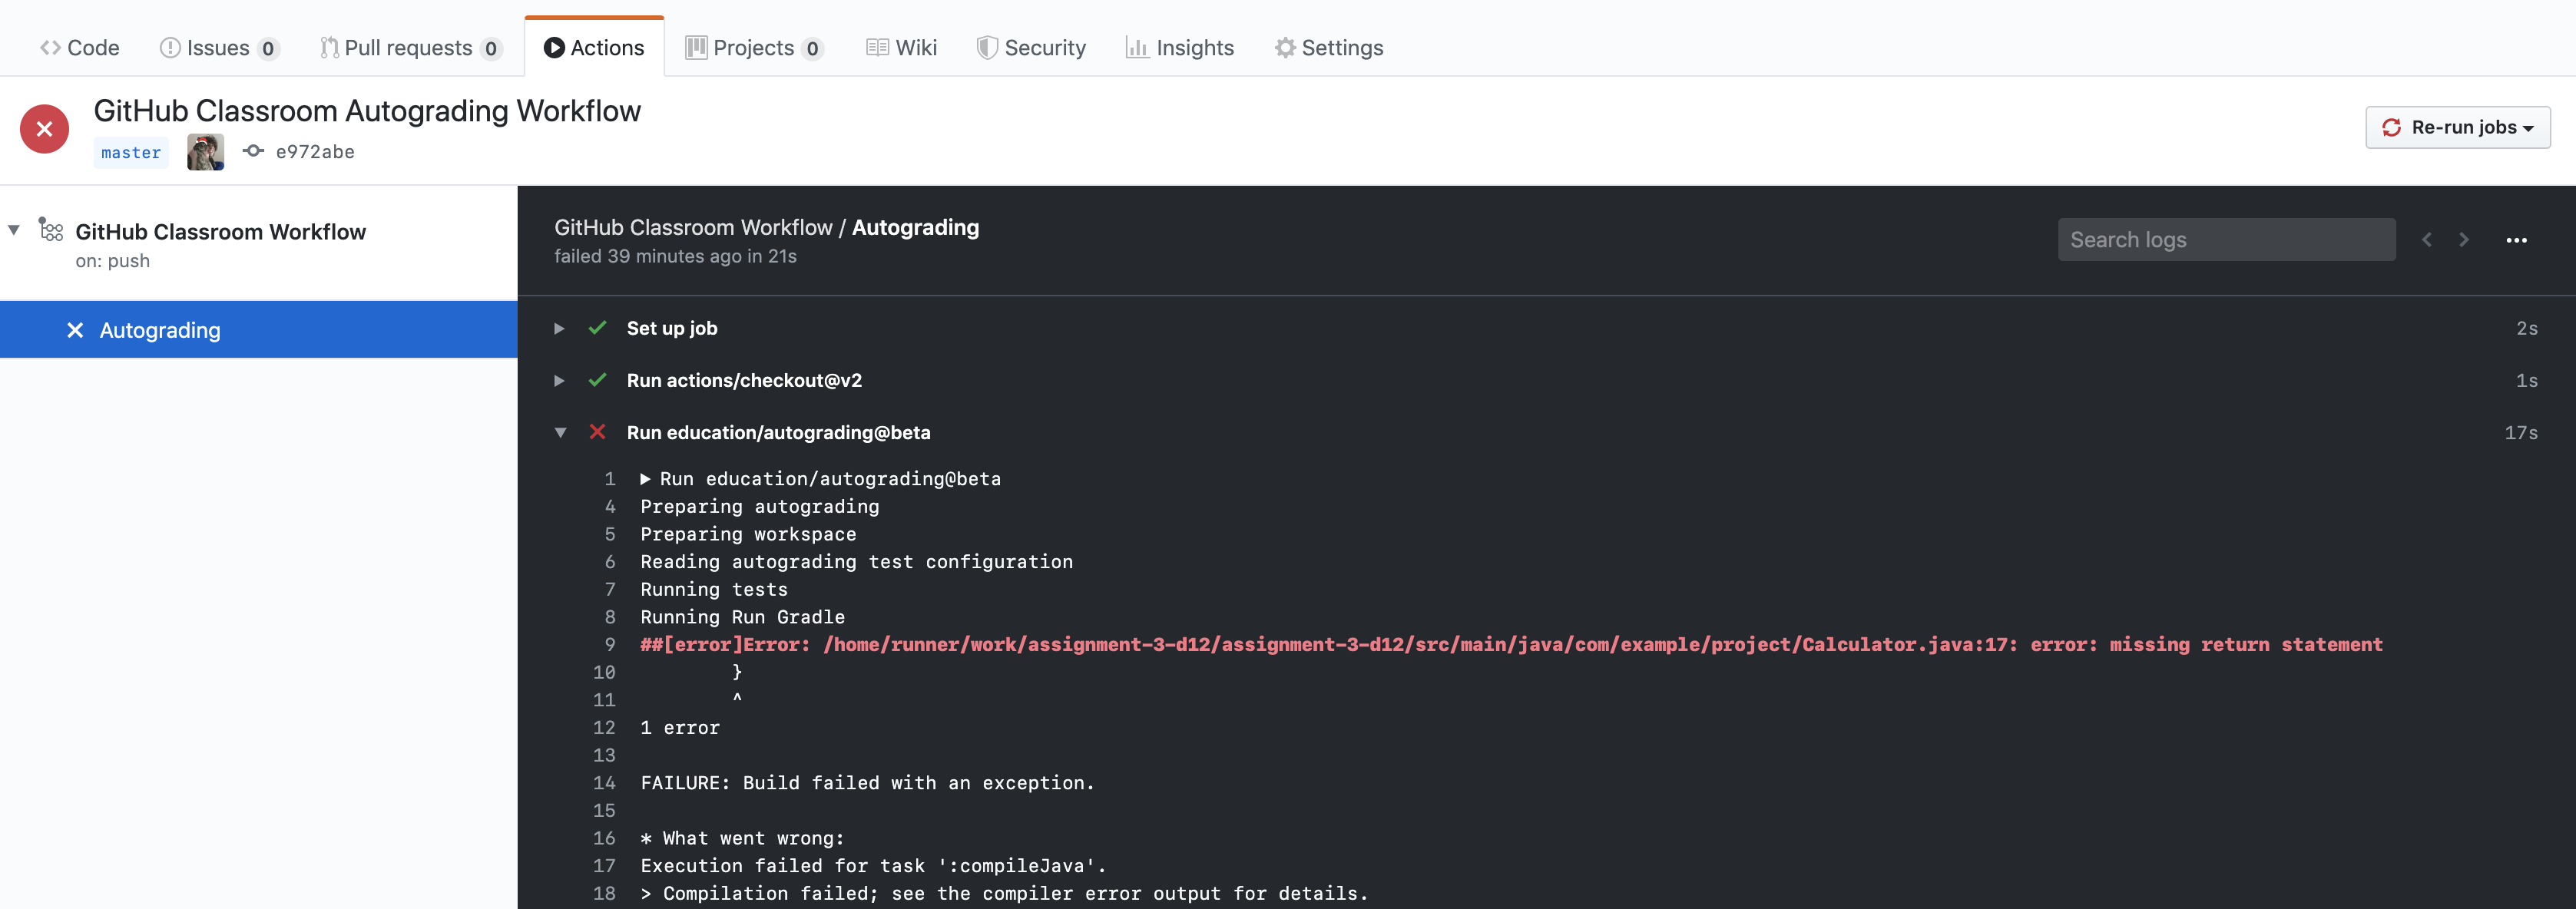 Code Issues 0 Pull requests 0 Actions Projects 0 Wiki Security Insights Settings
GitHub Classroom Autograding Workflow
master e972abe
Re-run jobs
GitHub Classroom Workflow
on: push
Autograding
GitHub Classroom Workflow / Autograding
failed 39 minutes ago in 21s
Search logs
Set up job 2s
Run actions/checkout@v2 1s
Run education/autograding@beta 17s
1 Run education/autograding@beta
4 Preparing autograding
5 Preparing workspace
6 Reading autograding test configuration
7 Running tests
8 Running Run Gradle
9 ##[error]Error: /home/runner/work/assignment-3-d12/assignment-3-d12/src/main/java/com/example/project/Calculator.java:17: error: missing return statement
10 }
11 ^
12 1 error
13
14 FAILURE: Build failed with an exception.
15
16 * What went wrong:
17 Execution failed for task ':compileJava'.
18 > Compilation failed; see the compiler error output for details.